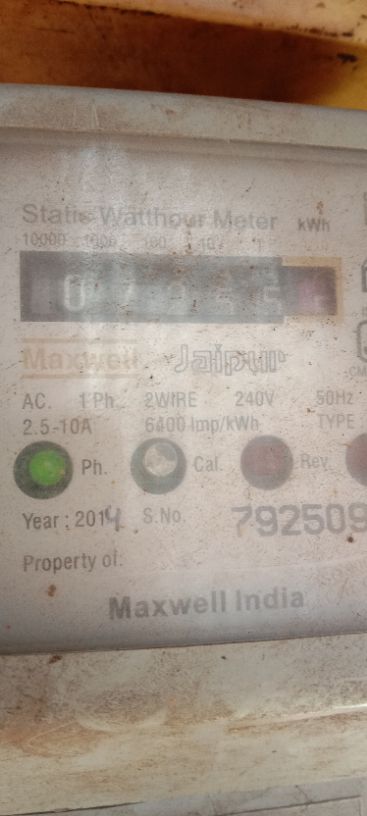 Static Watthour Meter kWh
10000 1000 100 10 1
Maxwell Jaipur
AC. 1 Ph. 2WIRE 240V 50Hz
2.5-10A 6400 Imp/kWh TYPE
Ph. Cal. Rev.
Year : 2014 S.No. 792509
Property of:
Maxwell India